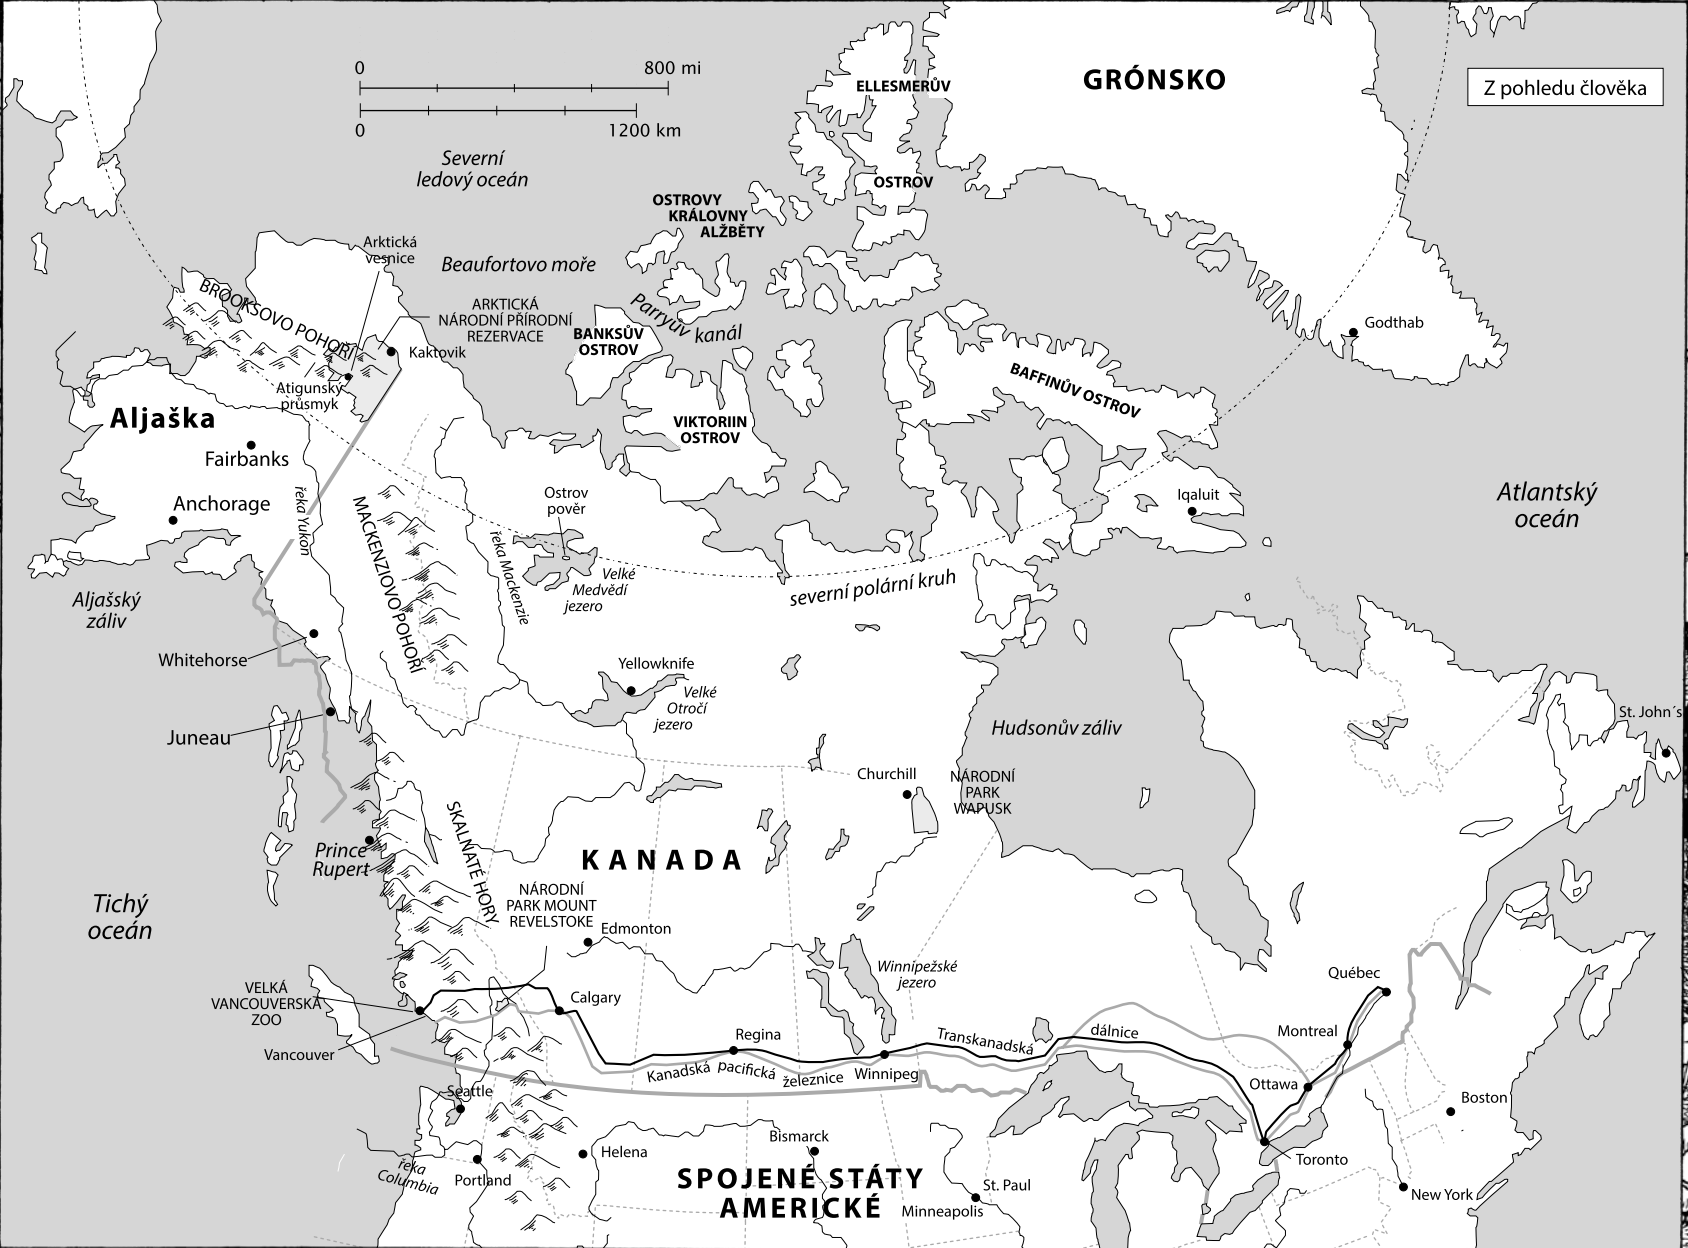 0
800 mi
0
1200 km
Z pohledu člověka
GRÓNSKO
ELLESMERŮV
OSTROV
Severní
ledový oceán
OSTROVY
KRÁLOVNY
ALŽBĚTY
Arktická
vesnice
Beaufortovo moře
BROOKSOVO POHOŘÍ
ARKTICKÁ
NÁRODNÍ PŘÍRODNÍ
REZERVACE
Parryův kanál
BANKSŮV
OSTROV
Kaktovik
Godthab
Atigunský
průsmyk
BAFFINŮV OSTROV
Aljaška
VIKTORIIN
OSTROV
Fairbanks
Anchorage
řeka Yukon
MACKENZIOVO POHOŘÍ
Ostrov
pověr
řeka Mackenzie
Iqaluit
Atlantský
oceán
Velké
Medvědí
jezero
severní polární kruh
Aljašský
záliv
Whitehorse
Yellowknife
Velké
Otročí
jezero
Juneau
Hudsonův záliv
St. John´s
Churchill
NÁRODNÍ
PARK
WAPUSK
SKALNATÉ HORY
KANADA
Prince
Rupert
NÁRODNÍ
PARK MOUNT
REVELSTOKE
Tichý
oceán
Edmonton
Winnipežské
jezero
Québec
VELKÁ
VANCOUVERSKÁ
ZOO
Calgary
Vancouver
Regina
Transkanadská
dálnice
Montreal
Kanadská
pacifická
železnice
Winnipeg
Ottawa
Seattle
Boston
Bismarck
Helena
Toronto
řeka
Columbia
Portland
SPOJENÉ STÁTY
AMERICKÉ
St. Paul
Minneapolis
New York